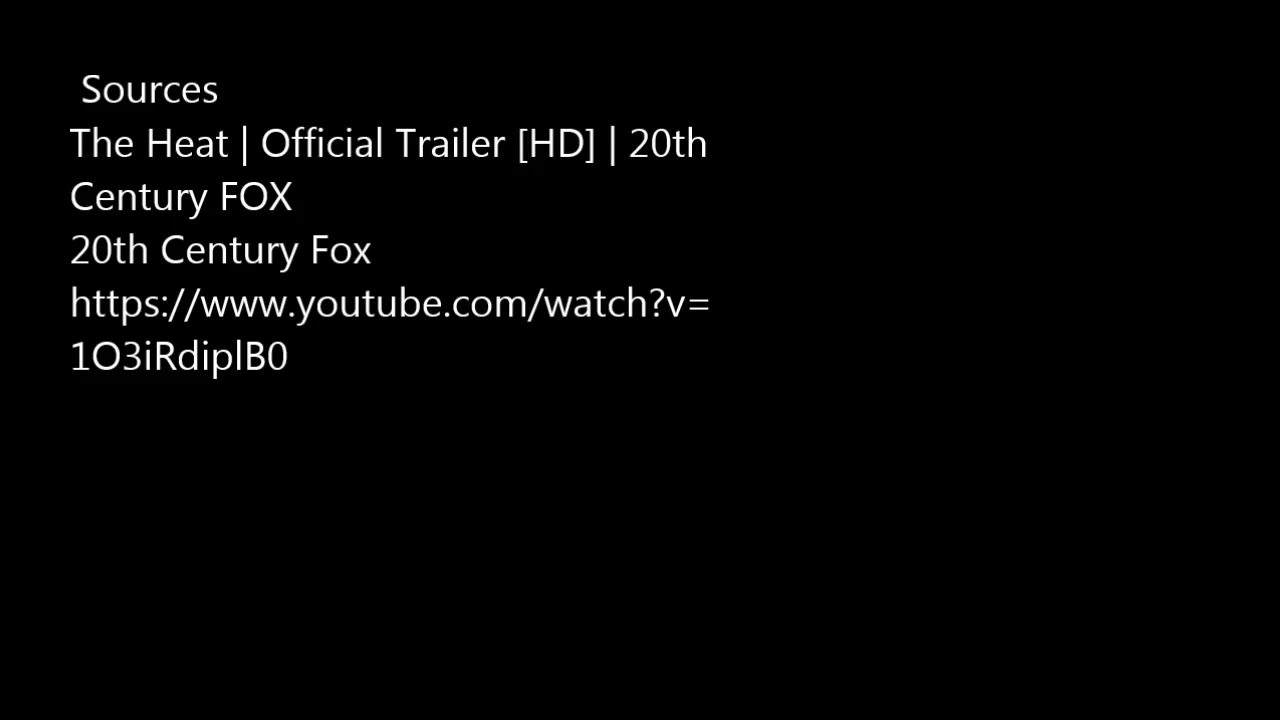 Sources
The Heat | Official Trailer [HD] | 20th
Century FOX
20th Century Fox
https://www.youtube.com/watch?v=
1O3iRdiplB0